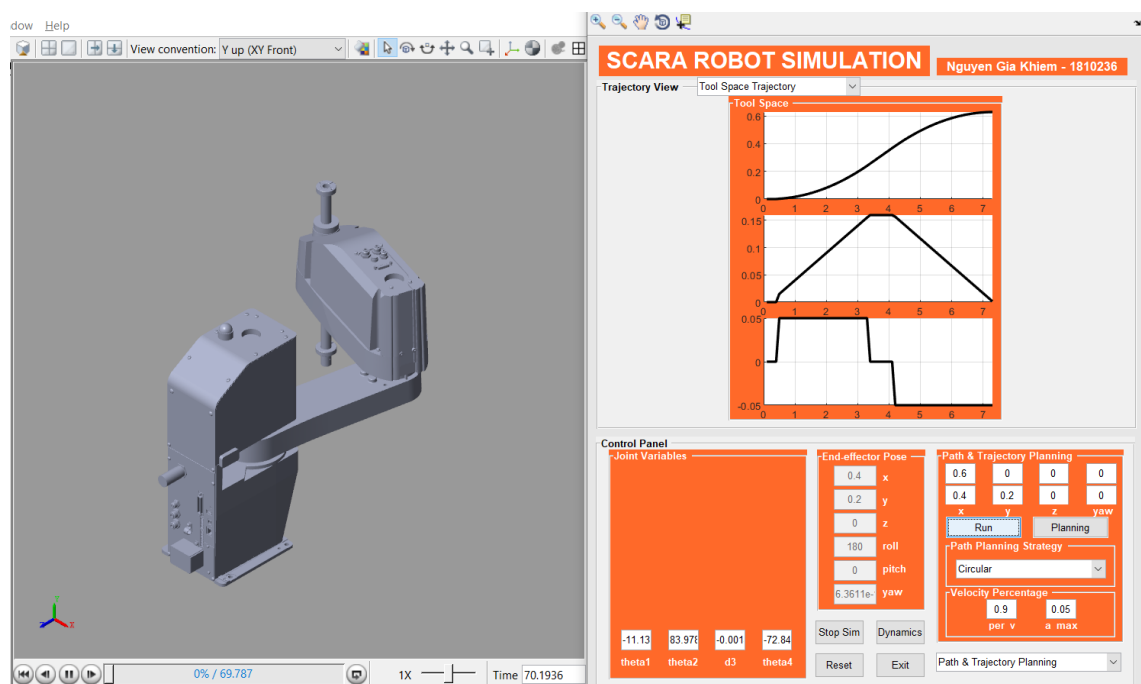 dow Help
View convention: Y up (XY Front)
0% / 69.787
1X
Time 70.1936
SCARA ROBOT SIMULATION
Nguyen Gia Khiem - 1810236
Trajectory View
Tool Space Trajectory
Tool Space
0.6
0.4
0.2
0
0 1 2 3 4 5 6 7
0.15
0.1
0.05
0
0 1 2 3 4 5 6 7
0.05
0
-0.05
0 1 2 3 4 5 6 7
Control Panel
Joint Variables
-11.13 83.978 -0.001 -72.84
theta1 theta2 d3 theta4
End-effector Pose
0.4 x
0.2 y
0 z
180 roll
0 pitch
6.3611e- yaw
Stop Sim Dynamics
Reset Exit
Path & Trajectory Planning
0.6 0 0 0
0.4 0.2 0 0
x y z yaw
Run Planning
Path Planning Strategy
Circular
Velocity Percentage
0.9 0.05
per v a max
Path & Trajectory Planning